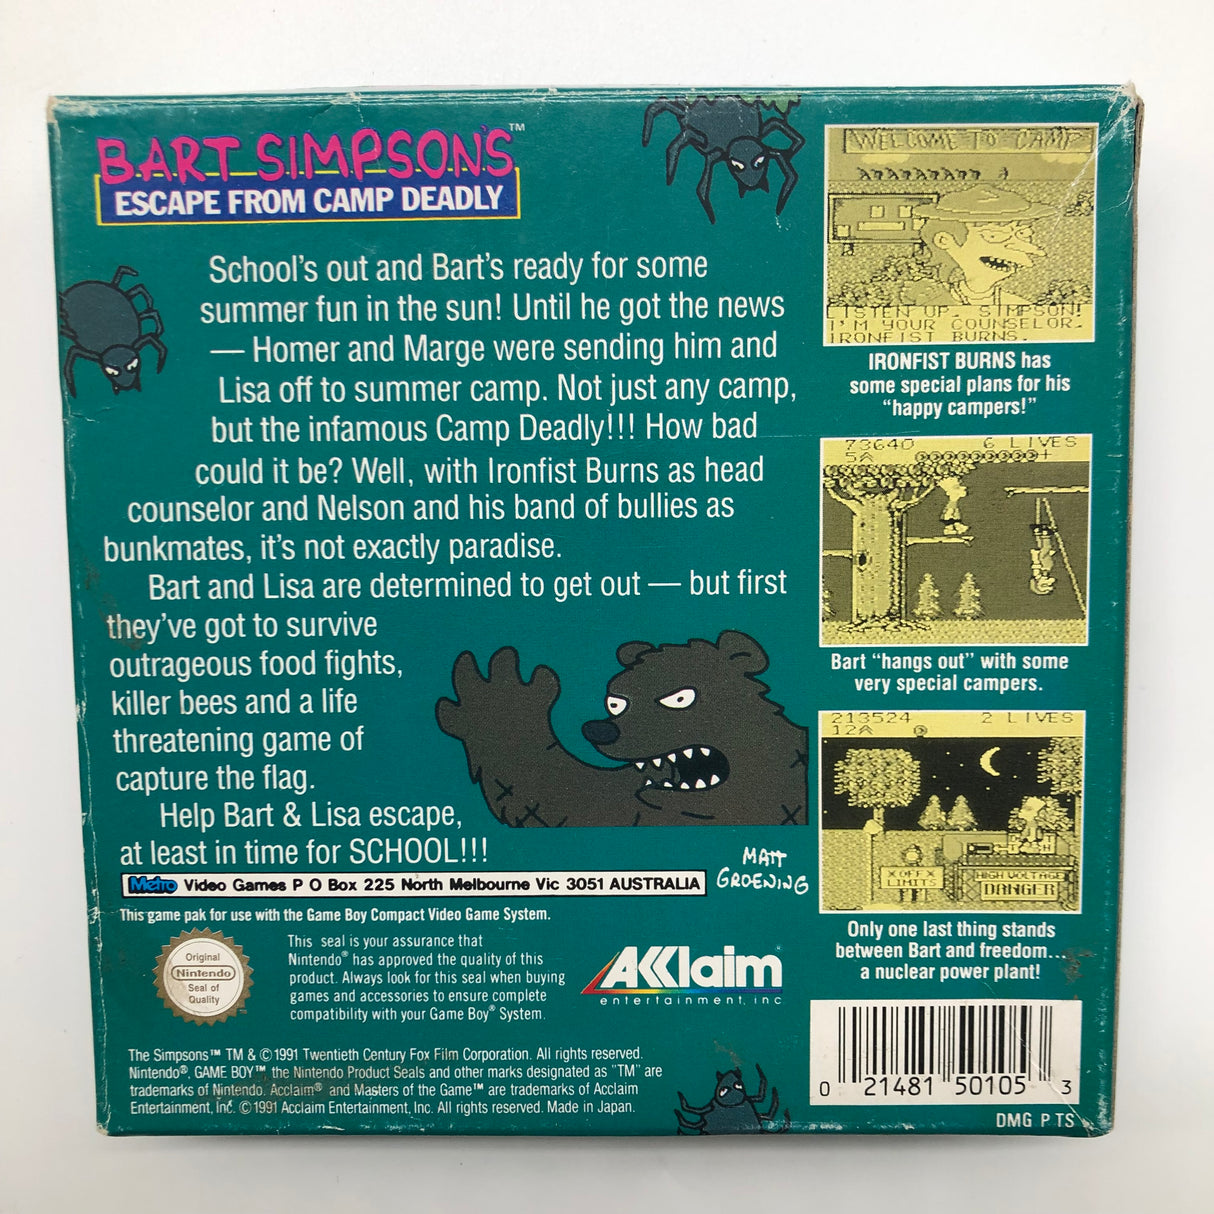 BART SIMPSON'S™
ESCAPE FROM CAMP DEADLY
School's out and Bart's ready for some
summer fun in the sun! Until he got the news
— Homer and Marge were sending him and
Lisa off to summer camp. Not just any camp,
but the infamous Camp Deadly!!! How bad
could it be? Well, with Ironfist Burns as head
counselor and Nelson and his band of bullies as
bunkmates, it's not exactly paradise.
Bart and Lisa are determined to get out — but first
they've got to survive
outrageous food fights,
killer bees and a life
threatening game of
capture the flag.
Help Bart & Lisa escape,
at least in time for SCHOOL!!!
MATT
GROENING
Metro Video Games P O Box 225 North Melbourne Vic 3051 AUSTRALIA
This game pak for use with the Game Boy Compact Video Game System.
Original
Nintendo
Seal of
Quality
This seal is your assurance that
Nintendo® has approved the quality of this
product. Always look for this seal when buying
games and accessories to ensure complete
compatibility with your Game Boy® System.
AKKlaim
entertainment, inc
The Simpsons™ TM & © 1991 Twentieth Century Fox Film Corporation. All rights reserved.
Nintendo®, GAME BOY™ the Nintendo Product Seals and other marks designated as "TM" are
trademarks of Nintendo. Acclaim® and Masters of the Game™ are trademarks of Acclaim
Entertainment, Inc. © 1991 Acclaim Entertainment, Inc. All rights reserved. Made in Japan.
WELCOME TO CAMP
LISTEN UP, SIMPSON!
I'M YOUR COUNSELOR,
IRONFIST BURNS.
IRONFIST BURNS has
some special plans for his
"happy campers!"
73640 6 LIVES
5A 000000000+
Bart "hangs out" with some
very special campers.
213524 2 LIVES
12A
OFF
LIMITS
HIGH VOLTAGE
DANGER
Only one last thing stands
between Bart and freedom...
a nuclear power plant!
0 21481 50105 3
DMG P TS